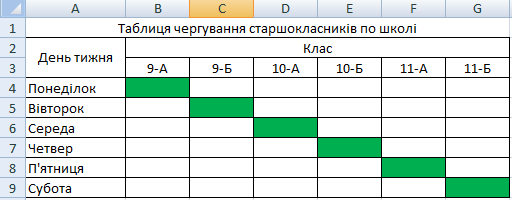 A B C D E F G
1 Таблиця чергування старшокласників по школі
2 День тижня Клас
3 9-А 9-Б 10-А 10-Б 11-А 11-Б
4 Понеділок
5 Вівторок
6 Середа
7 Четвер
8 П'ятниця
9 Субота